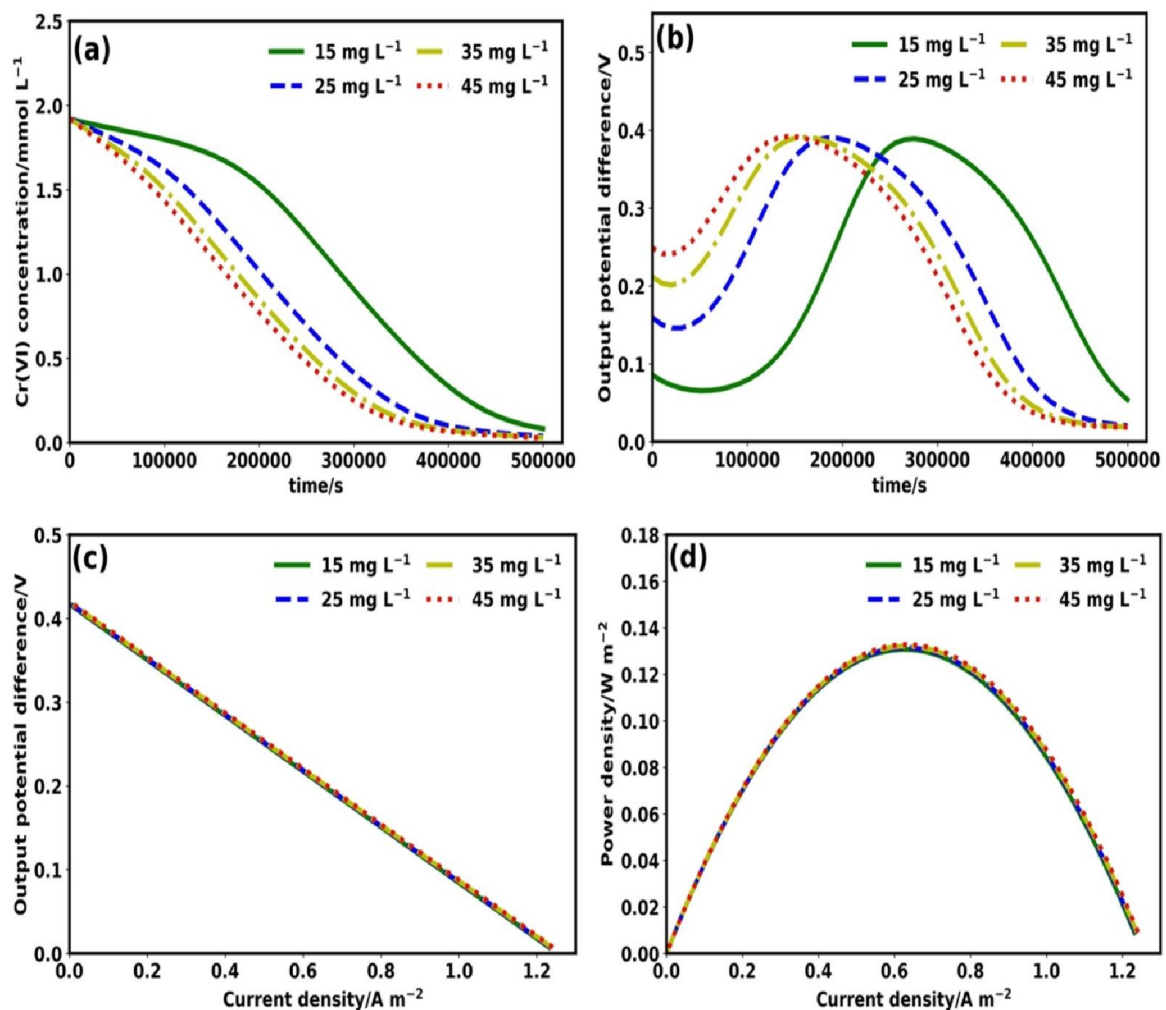 (a)
15 mg L⁻¹ 35 mg L⁻¹
25 mg L⁻¹ 45 mg L⁻¹
Cr(VI) concentration/mmol L⁻¹
2.5
2.0
1.5
1.0
0.5
0.0
0 100000 200000 300000 400000 500000
time/s
(b)
15 mg L⁻¹ 35 mg L⁻¹
25 mg L⁻¹ 45 mg L⁻¹
Output potential difference/V
0.5
0.4
0.3
0.2
0.1
0.0
0 100000 200000 300000 400000 500000
time/s
(c)
15 mg L⁻¹ 35 mg L⁻¹
25 mg L⁻¹ 45 mg L⁻¹
Output potential difference/V
0.5
0.4
0.3
0.2
0.1
0.0
0.0 0.2 0.4 0.6 0.8 1.0 1.2
Current density/A m⁻²
(d)
15 mg L⁻¹ 35 mg L⁻¹
25 mg L⁻¹ 45 mg L⁻¹
Power density/W m⁻²
0.18
0.16
0.14
0.12
0.10
0.08
0.06
0.04
0.02
0.00
0.0 0.2 0.4 0.6 0.8 1.0 1.2
Current density/A m⁻²